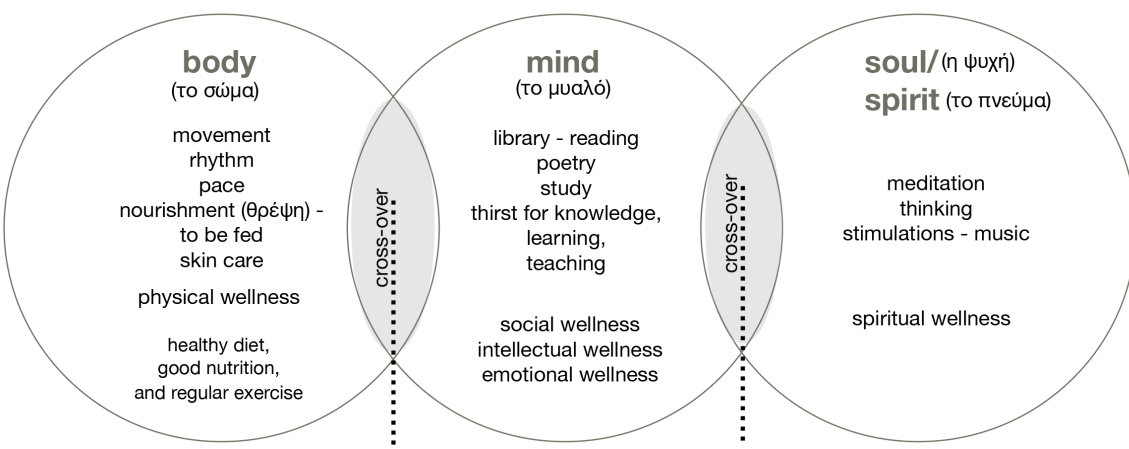 body
(το σώμα)
movement
rhythm
pace
nourishment (θρέψη) -
to be fed
skin care
physical wellness
healthy diet,
good nutrition,
and regular exercise
cross-over
mind
(το μυαλό)
library - reading
poetry
study
thirst for knowledge,
learning,
teaching
social wellness
intellectual wellness
emotional wellness
cross-over
soul/(η ψυχή)
spirit (το πνεύμα)
meditation
thinking
stimulations - music
spiritual wellness